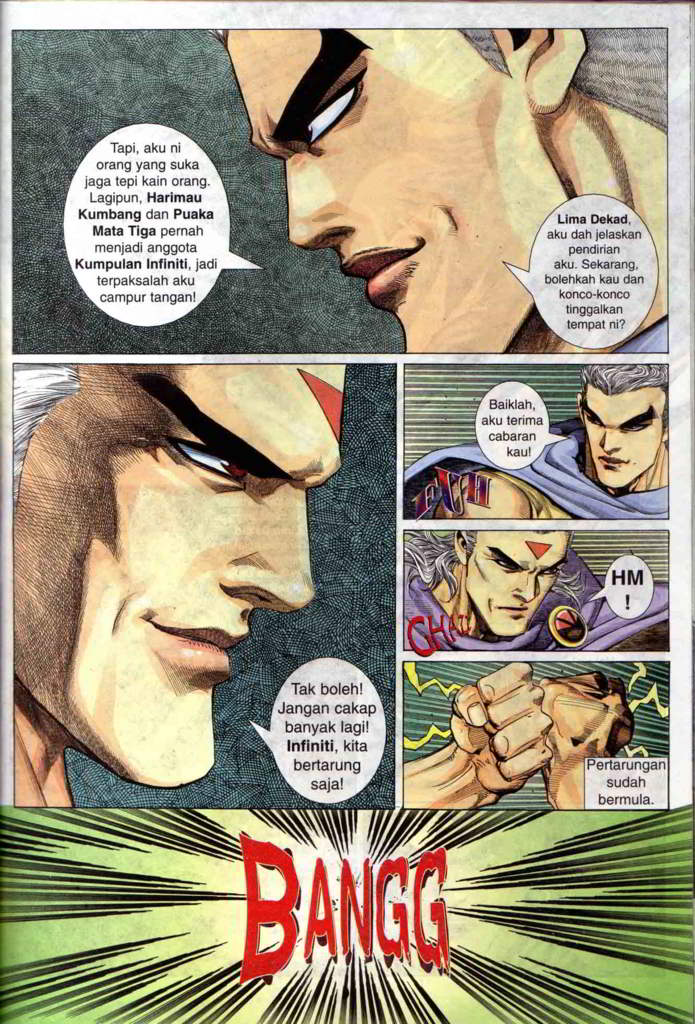 Tapi, aku ni
orang yang suka
jaga tepi kain orang.
Lagipun, Harimau
Kumbang dan Puaka
Mata Tiga pernah
menjadi anggota
Kumpulan Infiniti, jadi
terpaksalah aku
campur tangan!
Lima Dekad,
aku dah jelaskan
pendirian
aku. Sekarang,
bolehkah kau dan
konco-konco
tinggalkan
tempat ni?
Tak boleh!
Jangan cakap
banyak lagi!
Infiniti, kita
bertarung
saja!
Baiklah,
aku terima
cabaran
kau!
HM
!
Pertarungan
sudah
bermula.
BANGG